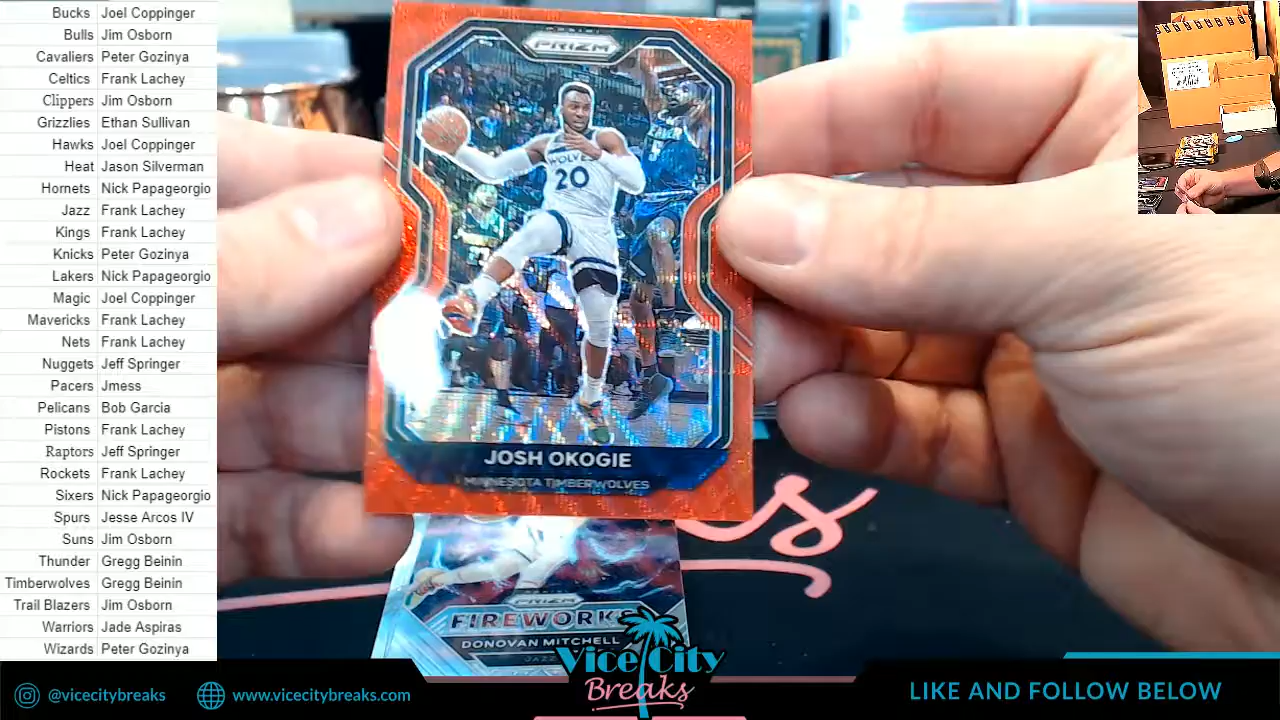 Bucks Joel Coppinger
Bulls Jim Osborn
Cavaliers Peter Gozinya
Celtics Frank Lachey
Clippers Jim Osborn
Grizzlies Ethan Sullivan
Hawks Joel Coppinger
Heat Jason Silverman
Hornets Nick Papageorgio
Jazz Frank Lachey
Kings Frank Lachey
Knicks Peter Gozinya
Lakers Nick Papageorgio
Magic Joel Coppinger
Mavericks Frank Lachey
Nets Frank Lachey
Nuggets Jeff Springer
Pacers Jmess
Pelicans Bob Garcia
Pistons Frank Lachey
Raptors Jeff Springer
Rockets Frank Lachey
Sixers Nick Papageorgio
Spurs Jesse Arcos IV
Suns Jim Osborn
Thunder Gregg Beinin
Timberwolves Gregg Beinin
Trail Blazers Jim Osborn
Warriors Jade Aspiras
Wizards Peter Gozinya
PANINI
PRIZM
WOLVES
20
5
JOSH OKOGIE
MINNESOTA TIMBERWOLVES
PRIZM
FIREWORKS
DONOVAN MITCHELL
JAZZ
Vice City
Breaks
@vicecitybreaks
www.vicecitybreaks.com
LIKE AND FOLLOW BELOW